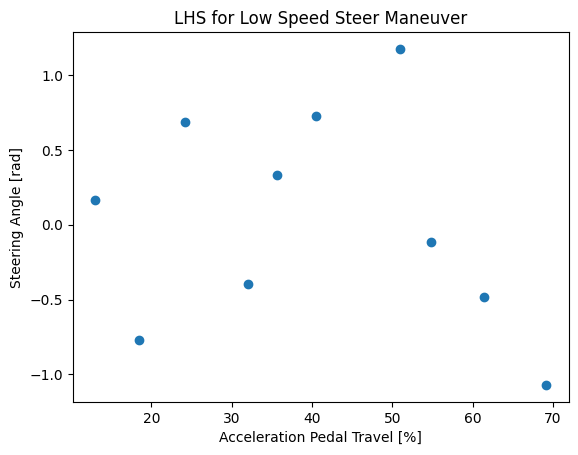 LHS for Low Speed Steer Maneuver
1.0
0.5
0.0
−0.5
−1.0
Steering Angle [rad]
20 30 40 50 60 70
Acceleration Pedal Travel [%]